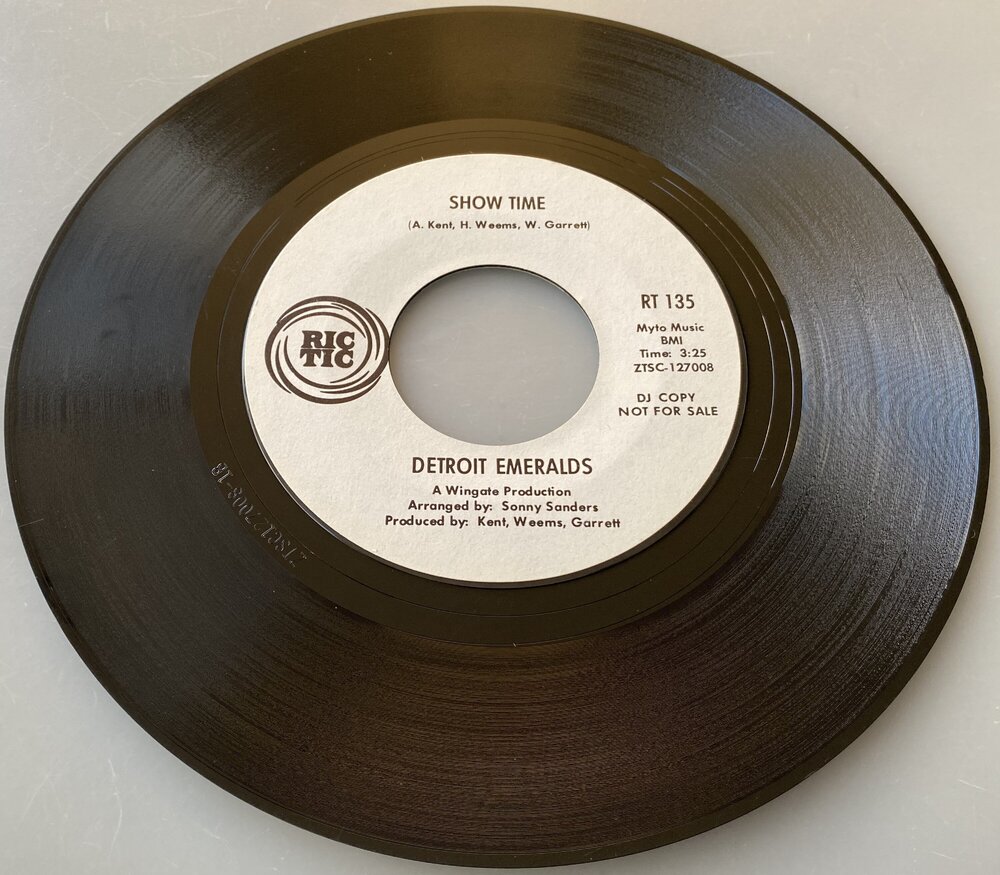 SHOW TIME
(A. Kent, H. Weems, W. Garrett)
RIC
TIC
RT 135
Myto Music
BMI
Time: 3:25
ZTSC-127008
DJ COPY
NOT FOR SALE
DETROIT EMERALDS
A Wingate Production
Arranged by: Sonny Sanders
Produced by: Kent, Weems, Garrett